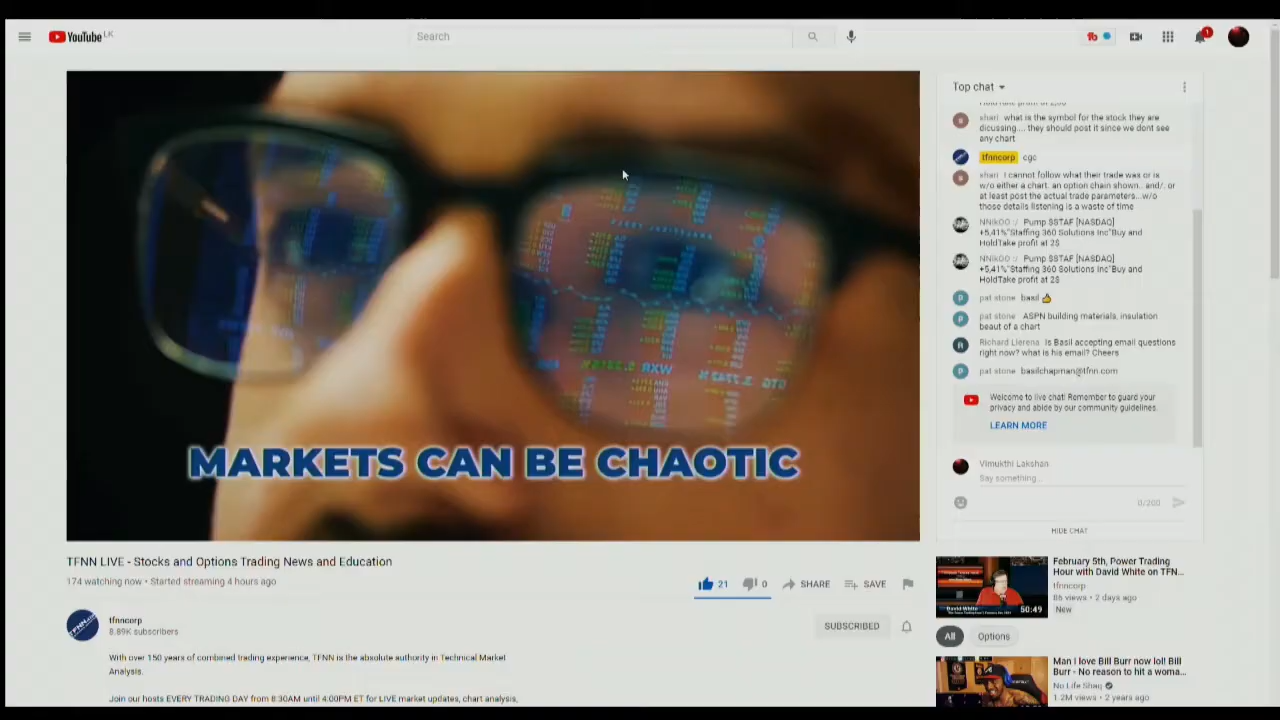 YouTube LK
Search
1
Top chat
shari what is the symbol for the stock they are
dicussing.... they should post it since we dont see
any chart
tfnncorp cgc
shari I cannot follow what their trade was or is
w/o either a chart. an option chain shown.. and/. or
at least post the actual trade parameters...w/o
those details listening is a waste of time
NNikOO Pump $STAF [NASDAQ]
+5,41%"Staffing 360 Solutions Inc"Buy and
HoldTake profit at 2$
NNikOO Pump $STAF [NASDAQ]
+5,41%"Staffing 360 Solutions Inc"Buy and
HoldTake profit at 2$
pat stone basil 👍
pat stone ASPN building materials, insulation
beaut of a chart
Richard Llerena Is Basil accepting email questions
right now? what is his email? Cheers
pat stone basilchapman@tfnn.com
Welcome to live chat! Remember to guard your
privacy and abide by our community guidelines.
LEARN MORE
Vimukthi Lakshan
Say something...
0/200
HIDE CHAT
MARKETS CAN BE CHAOTIC
TFNN LIVE - Stocks and Options Trading News and Education
174 watching now • Started streaming 4 hours ago
21 0 SHARE SAVE
tfnncorp
8.89K subscribers
SUBSCRIBED
With over 150 years of combined trading experience, TFNN is the absolute authority in Technical Market
Analysis.
Join our hosts EVERY TRADING DAY from 8:30AM until 4:00PM ET for LIVE market updates, chart analysis,
February 5th, Power Trading
Hour with David White on TFN...
tfnncorp
86 views • 2 days ago
New
David White
50:49
All Options
Man I love Bill Burr now lol! Bill
Burr - No reason to hit a woma...
No Life Shaq
1.2M views • 2 years ago